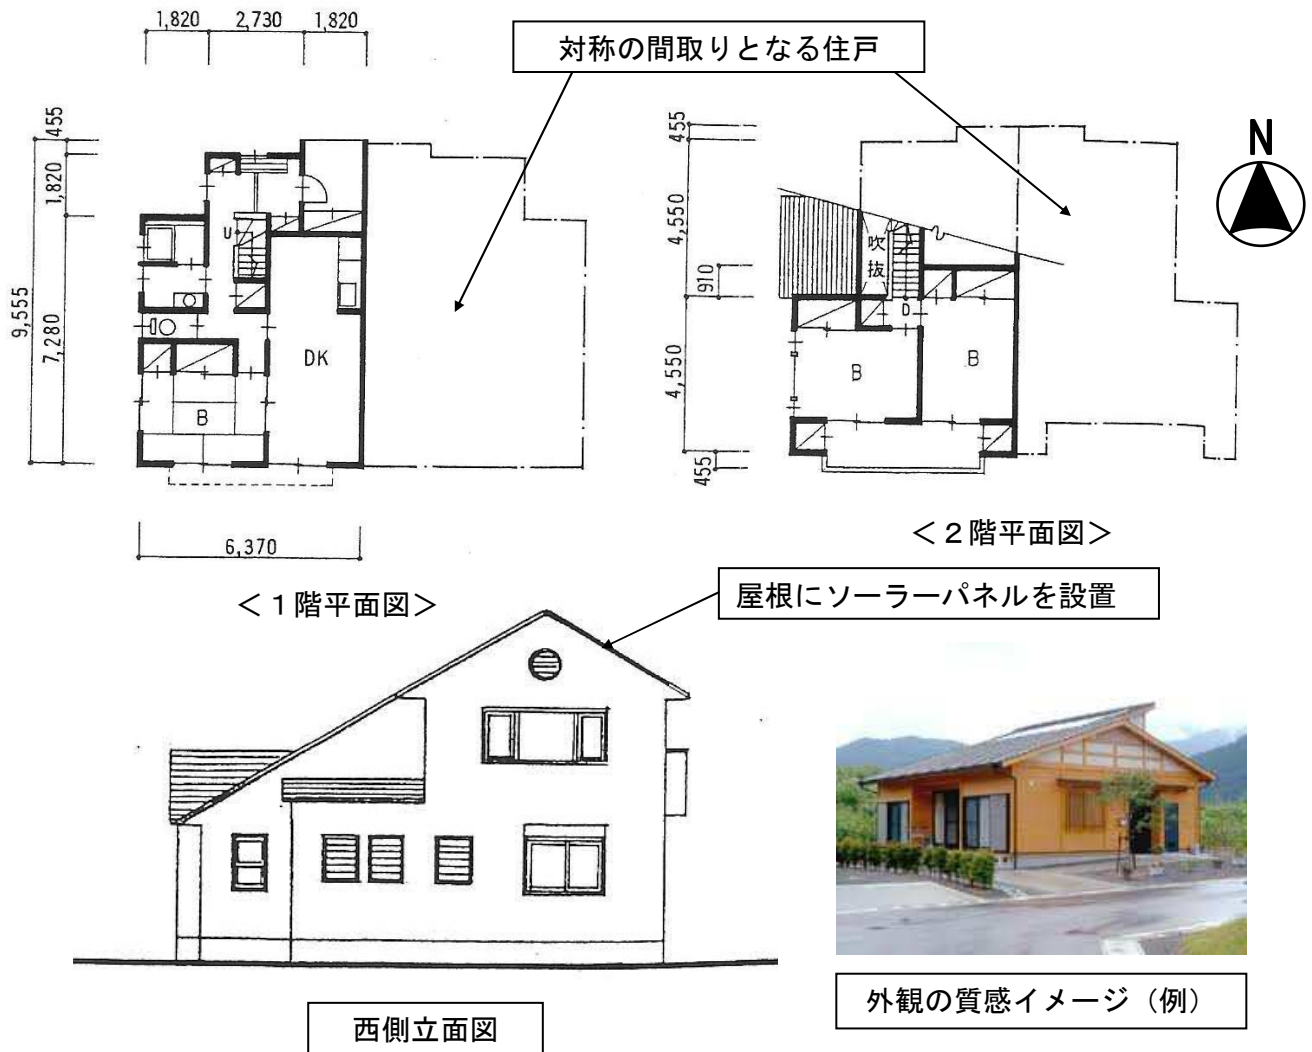 1,820 2,730 1,820
対称の間取りとなる住戸
455
1,820
7,280
9,555
U
DK
B
6,370
<1階平面図>
455
4,550
910
4,550
455
吹抜
D
B
B
N
<2階平面図>
屋根にソーラーパネルを設置
西側立面図
外観の質感イメージ(例)